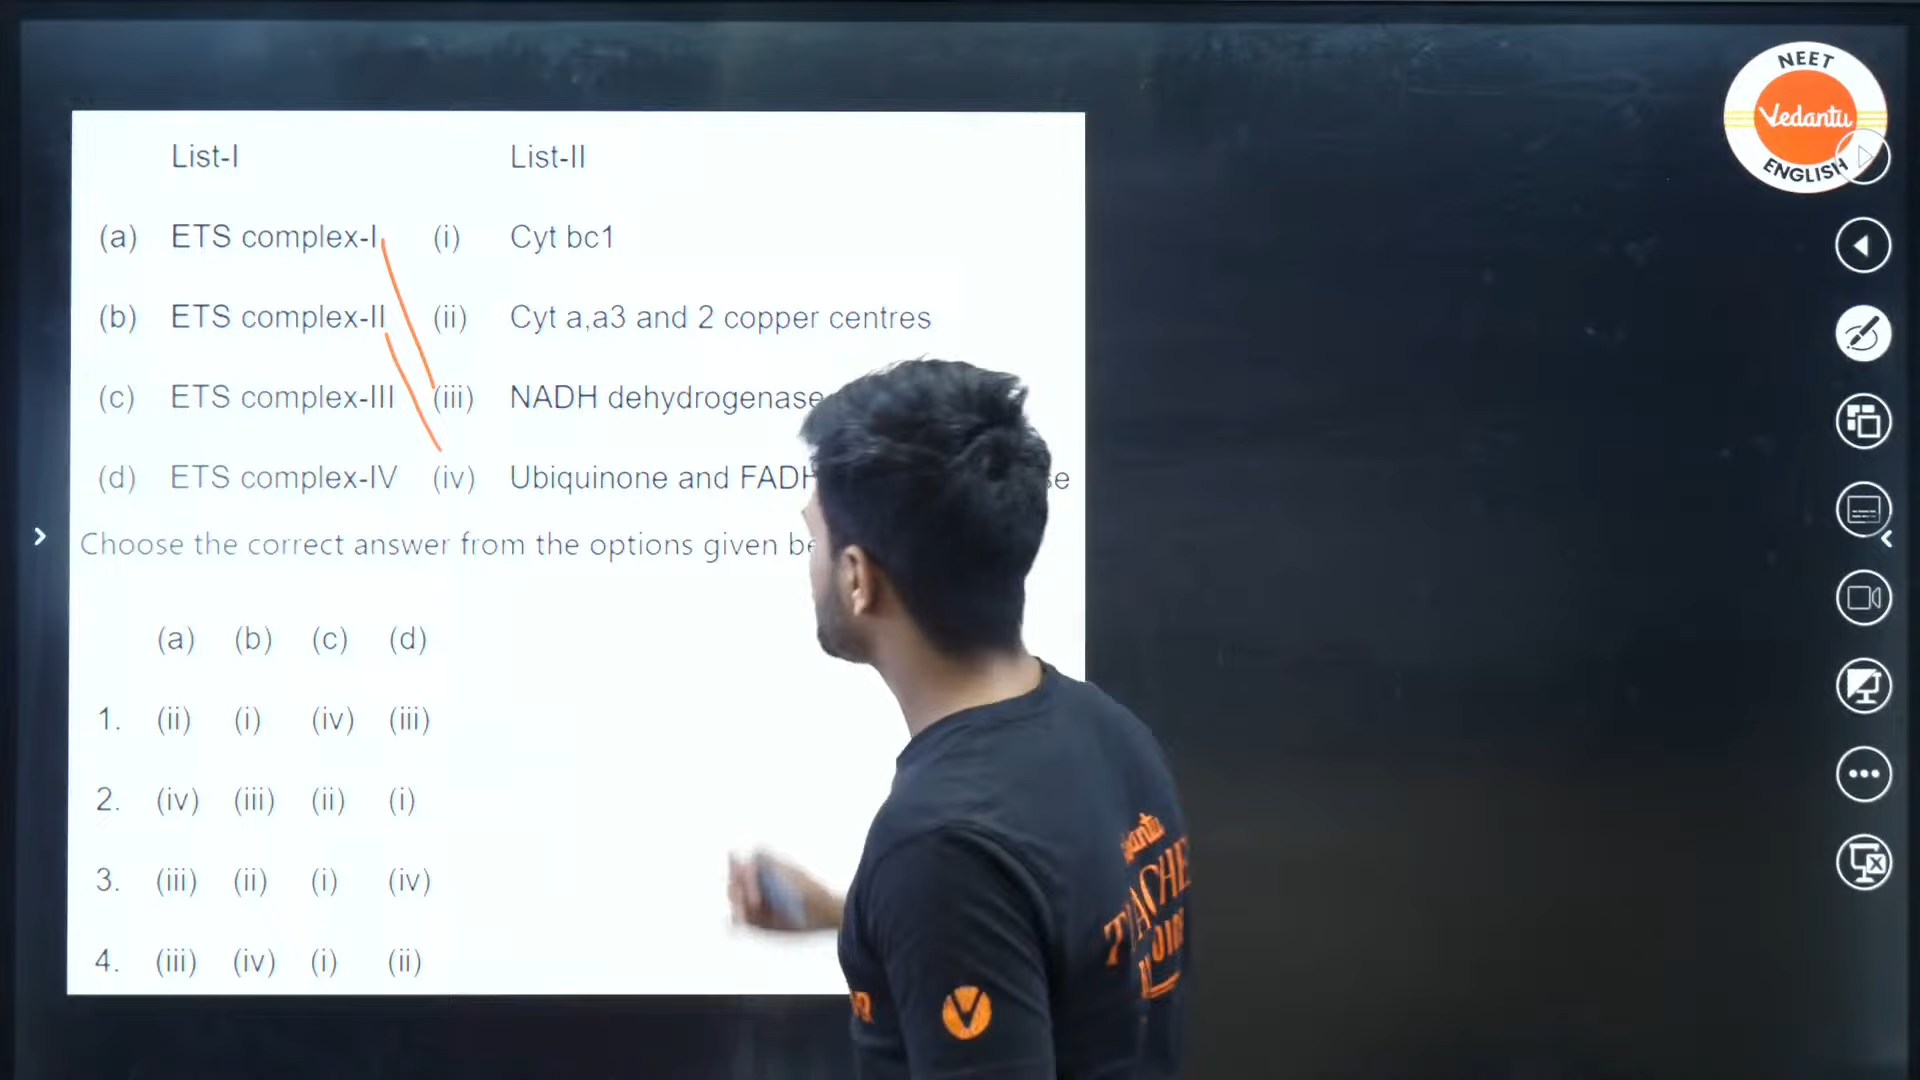 NEET
Vedantu
ENGLISH
List-I List-II
(a) ETS complex-I (i) Cyt bc1
(b) ETS complex-II (ii) Cyt a,a3 and 2 copper centres
(c) ETS complex-III (iii) NADH dehydrogenase
(d) ETS complex-IV (iv) Ubiquinone and
Choose the correct answer from the options given
(a) (b) (c) (d)
1. (ii) (i) (iv) (iii)
2. (iv) (iii) (ii) (i)
3. (iii) (ii) (i) (iv)
4. (iii) (iv) (i) (ii)